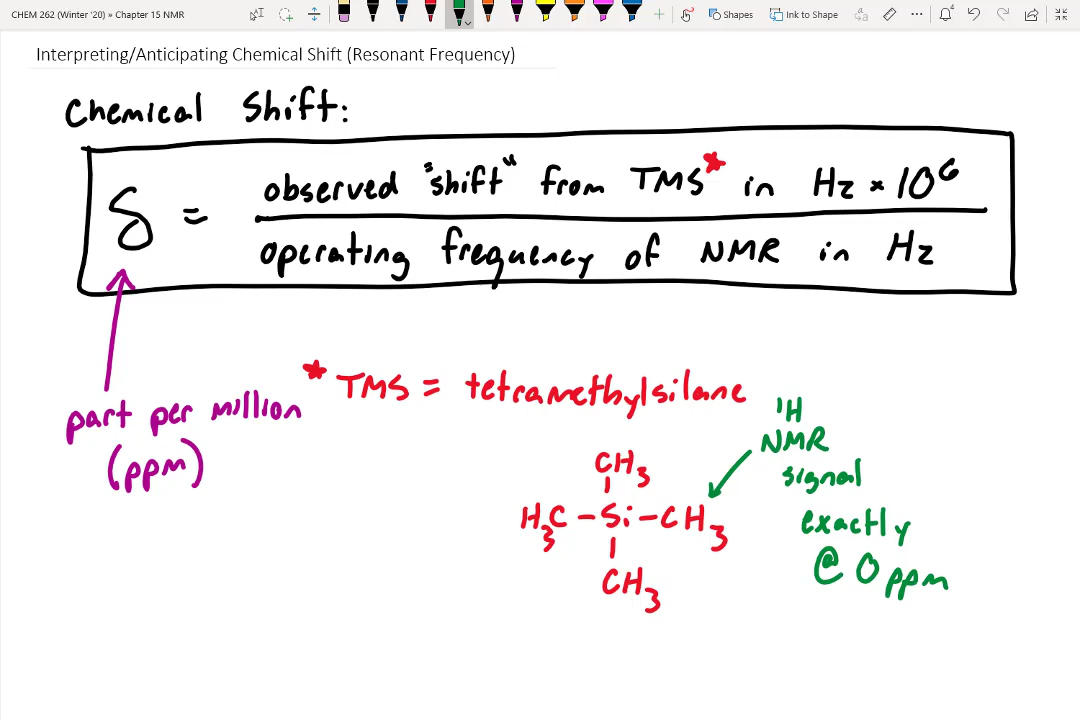 CHEM 262 (Winter '20) » Chapter 15 NMR
Shapes
Ink to Shape
Interpreting/Anticipating Chemical Shift (Resonant Frequency)
Chemical Shift:
δ = observed "shift" from TMS* in Hz × 10⁶
operating frequency of NMR in Hz
* TMS = tetramethylsilane
part per million
(ppm)
¹H
NMR
signal
exactly
@ 0 ppm
CH₃
H₃C – Si – CH₃
CH₃